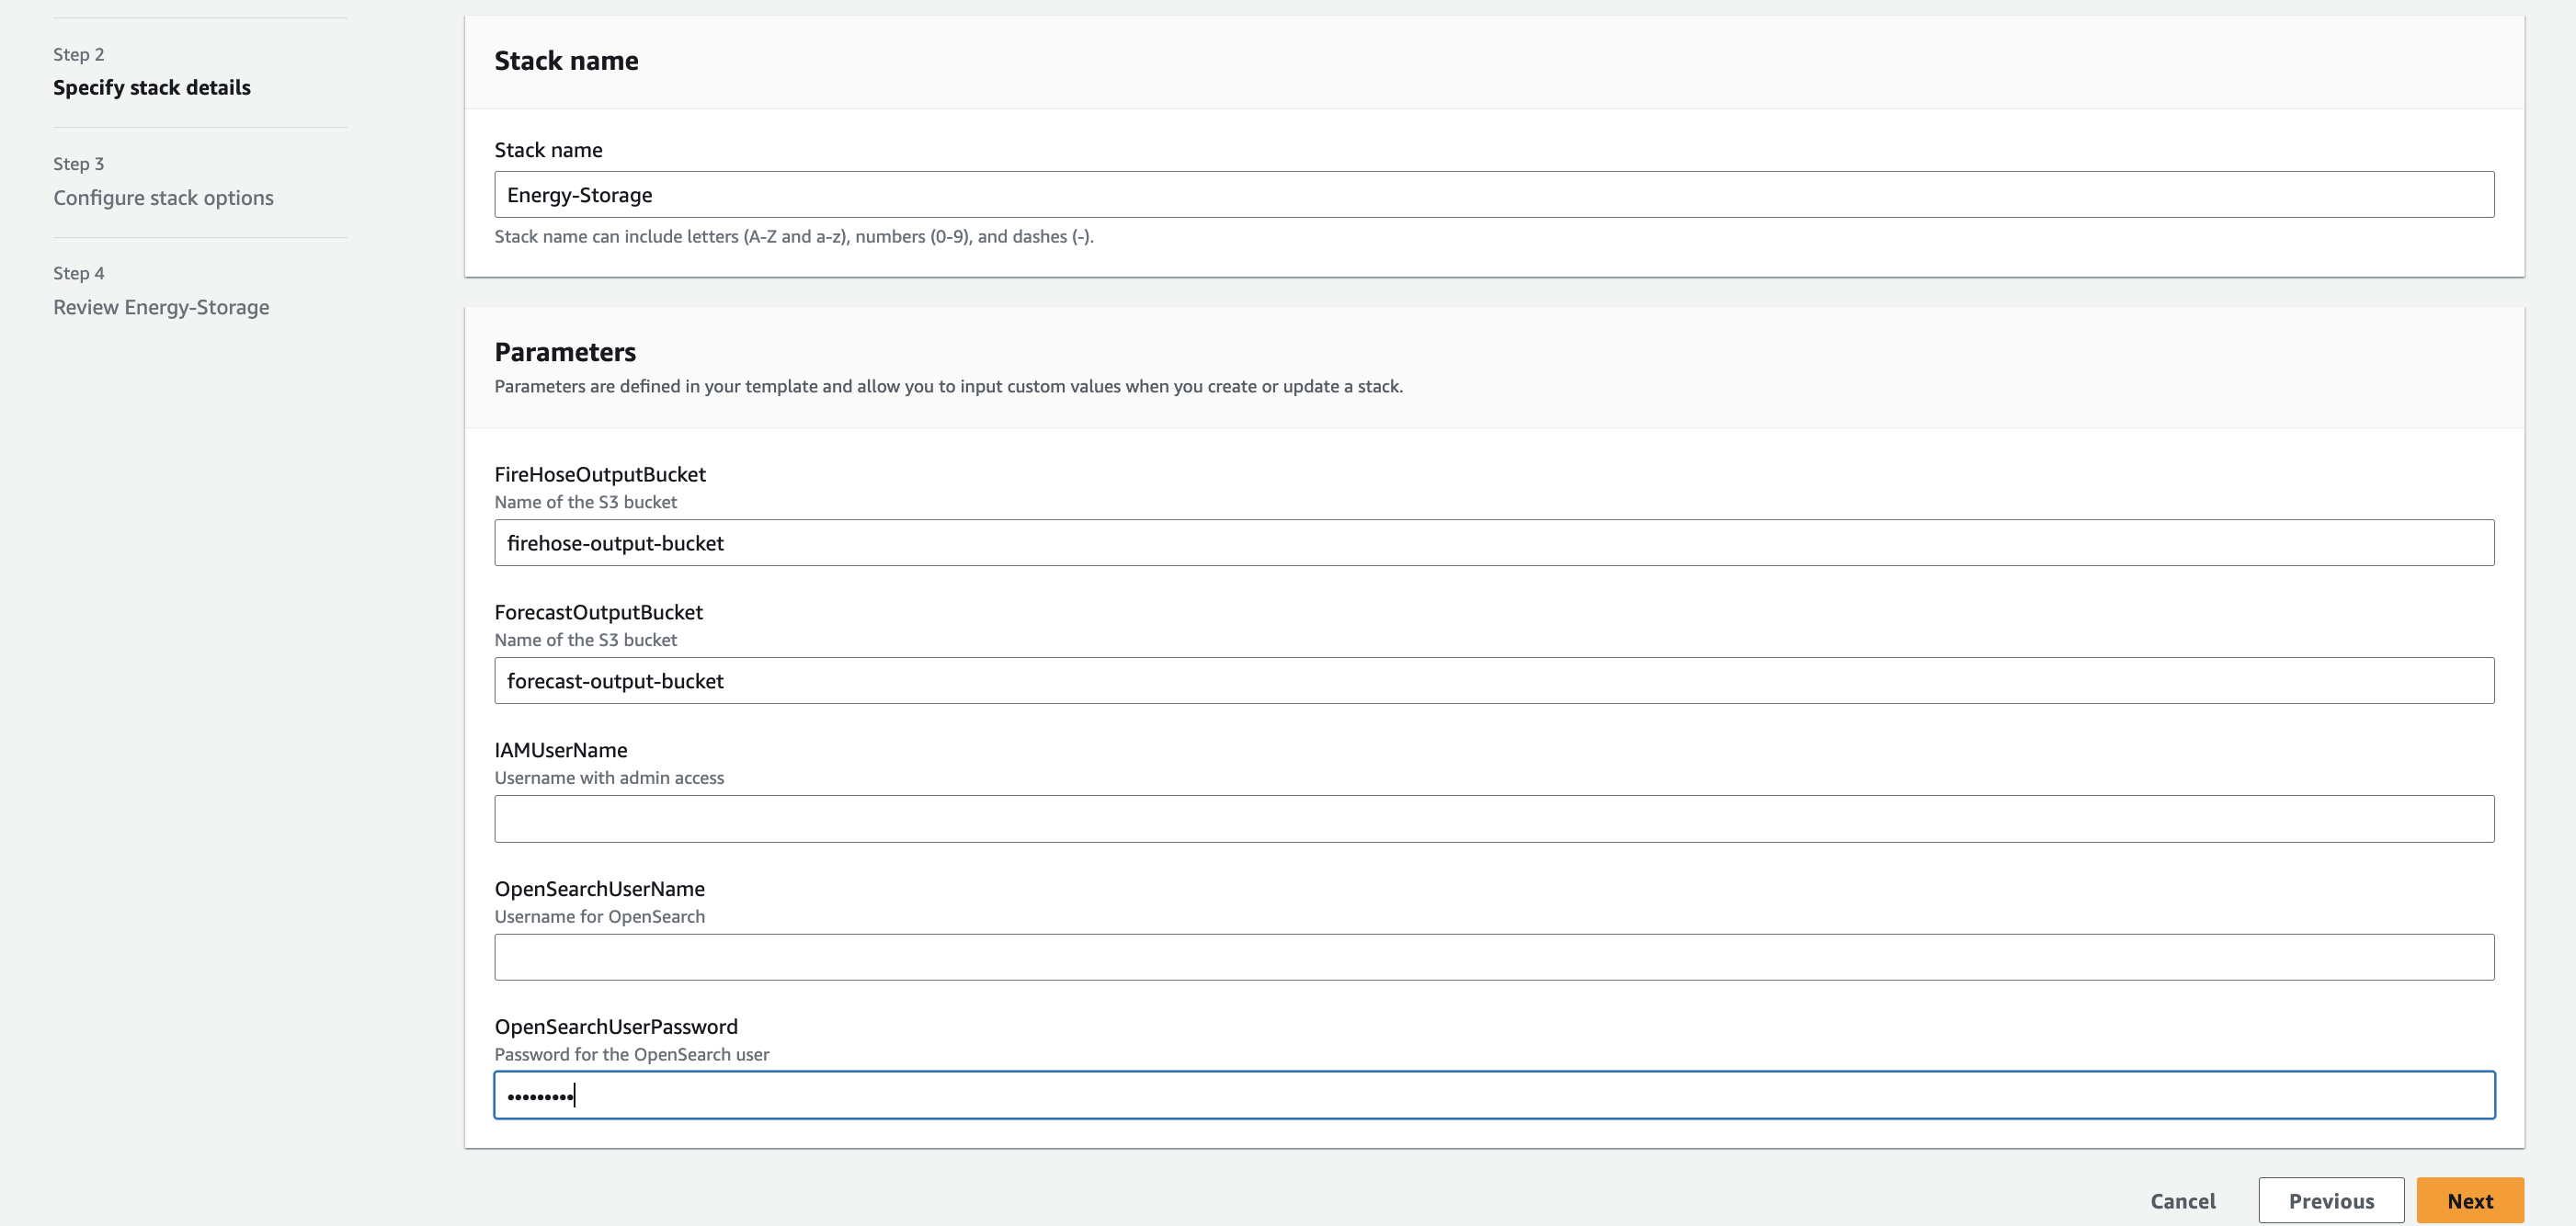 Step 2
Specify stack details
Step 3
Configure stack options
Step 4
Review Energy-Storage
Stack name
Stack name
Energy-Storage
Stack name can include letters (A-Z and a-z), numbers (0-9), and dashes (-).
Parameters
Parameters are defined in your template and allow you to input custom values when you create or update a stack.
FireHoseOutputBucket
Name of the S3 bucket
firehose-output-bucket
ForecastOutputBucket
Name of the S3 bucket
forecast-output-bucket
IAMUserName
Username with admin access
OpenSearchUserName
Username for OpenSearch
OpenSearchUserPassword
Password for the OpenSearch user
•••••••••
Cancel Previous Next